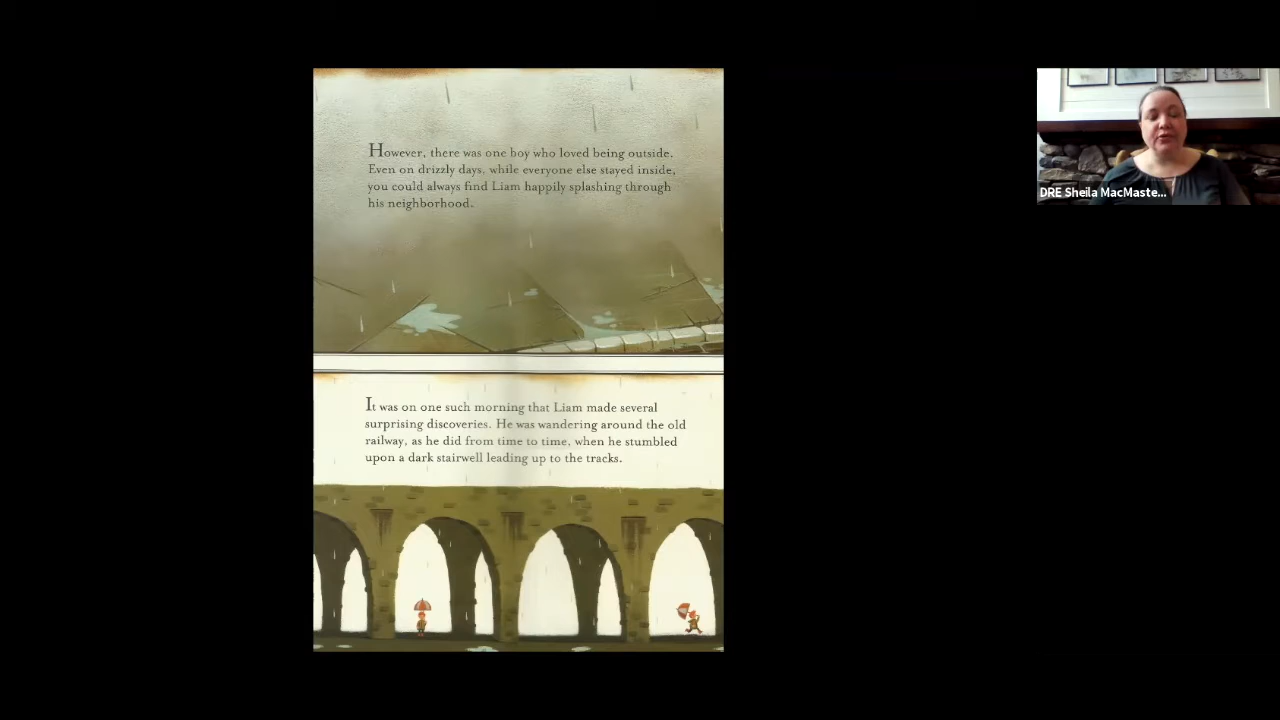 However, there was one boy who loved being outside.
Even on drizzly days, while everyone else stayed inside,
you could always find Liam happily splashing through
his neighborhood.
It was on one such morning that Liam made several
surprising discoveries. He was wandering around the old
railway, as he did from time to time, when he stumbled
upon a dark stairwell leading up to the tracks.
DRE Sheila MacMaste...